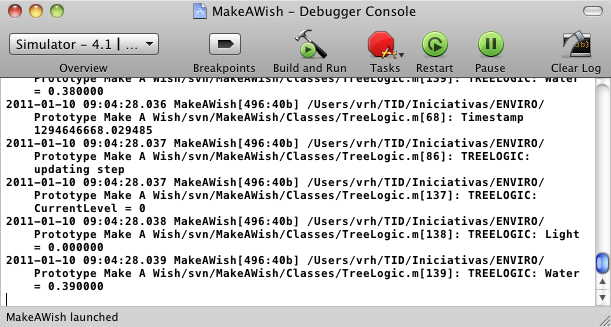 MakeAWish – Debugger Console
Simulator – 4.1 | ...
Overview
Breakpoints
Build and Run
Tasks
Restart
Pause
Clear Log
Prototype Make A Wish/svn/MakeAWish/Classes/TreeLogic.m[139]: TREELOGIC: Water
= 0.380000
2011-01-10 09:04:28.036 MakeAWish[496:40b] /Users/vrh/TID/Iniciativas/ENVIRO/
Prototype Make A Wish/svn/MakeAWish/Classes/TreeLogic.m[68]: Timestamp
1294646668.029485
2011-01-10 09:04:28.037 MakeAWish[496:40b] /Users/vrh/TID/Iniciativas/ENVIRO/
Prototype Make A Wish/svn/MakeAWish/Classes/TreeLogic.m[86]: TREELOGIC:
updating step
2011-01-10 09:04:28.037 MakeAWish[496:40b] /Users/vrh/TID/Iniciativas/ENVIRO/
Prototype Make A Wish/svn/MakeAWish/Classes/TreeLogic.m[137]: TREELOGIC:
CurrentLevel = 0
2011-01-10 09:04:28.038 MakeAWish[496:40b] /Users/vrh/TID/Iniciativas/ENVIRO/
Prototype Make A Wish/svn/MakeAWish/Classes/TreeLogic.m[138]: TREELOGIC: Light
= 0.000000
2011-01-10 09:04:28.039 MakeAWish[496:40b] /Users/vrh/TID/Iniciativas/ENVIRO/
Prototype Make A Wish/svn/MakeAWish/Classes/TreeLogic.m[139]: TREELOGIC: Water
= 0.390000
MakeAWish launched